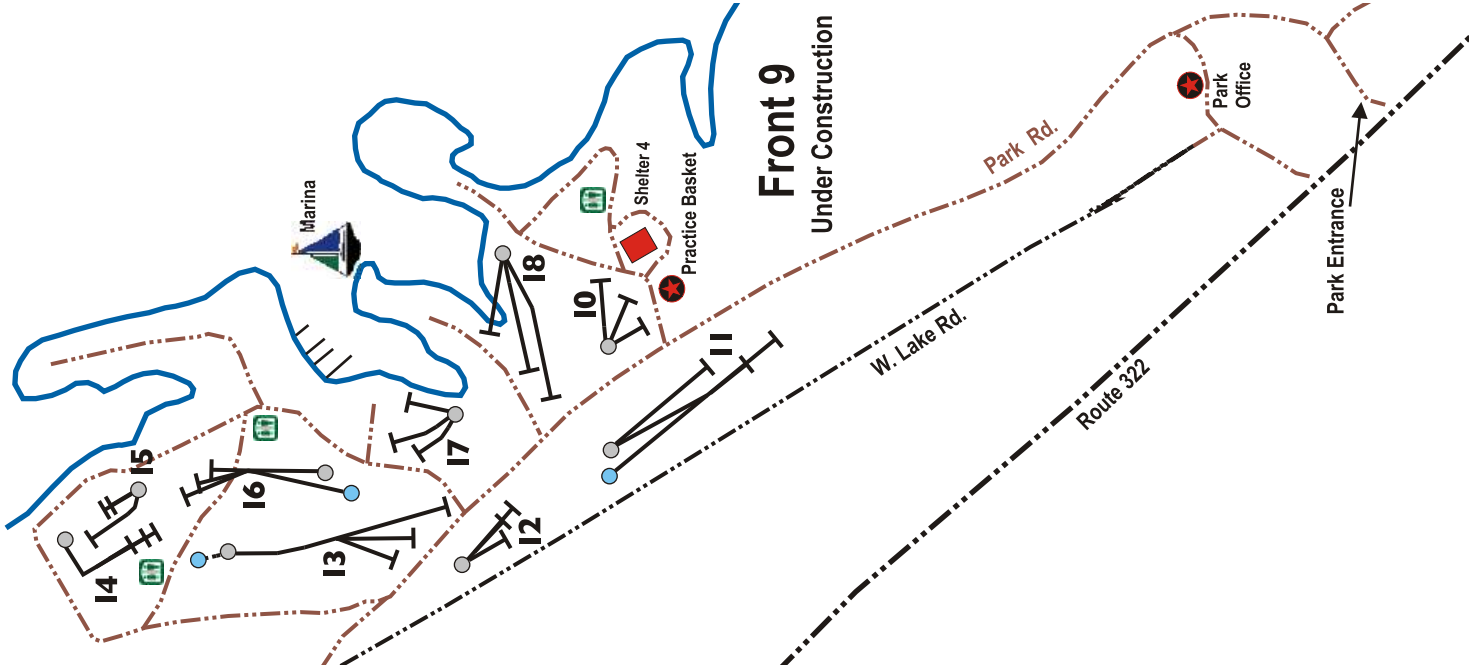 Marina
Shelter 4
Practice Basket
Front 9
Under Construction
Park Rd.
Park
Office
W. Lake Rd.
Route 322
Park Entrance
10
11
12
13
14
15
16
17
18